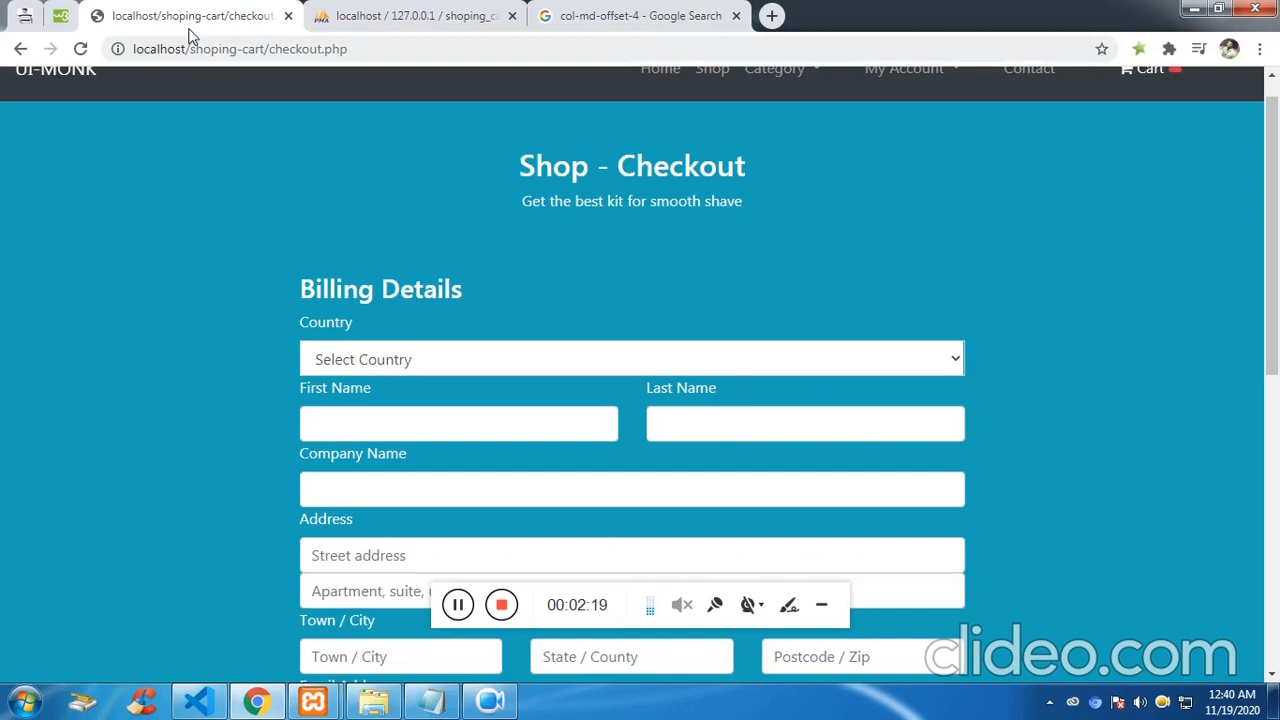 localhost/shoping-cart/checkout.
localhost / 127.0.0.1 / shoping_ca
col-md-offset-4 - Google Search
localhost/shoping-cart/checkout.php
UI-MONK
Home Shop Category My Account Contact Cart
Shop - Checkout
Get the best kit for smooth shave
Billing Details
Country
Select Country
First Name Last Name
Company Name
Address
Street address
Apartment, suite,
00:02:19
Town / City
Town / City State / County Postcode / Zip
clideo.com
12:40 AM
11/19/2020